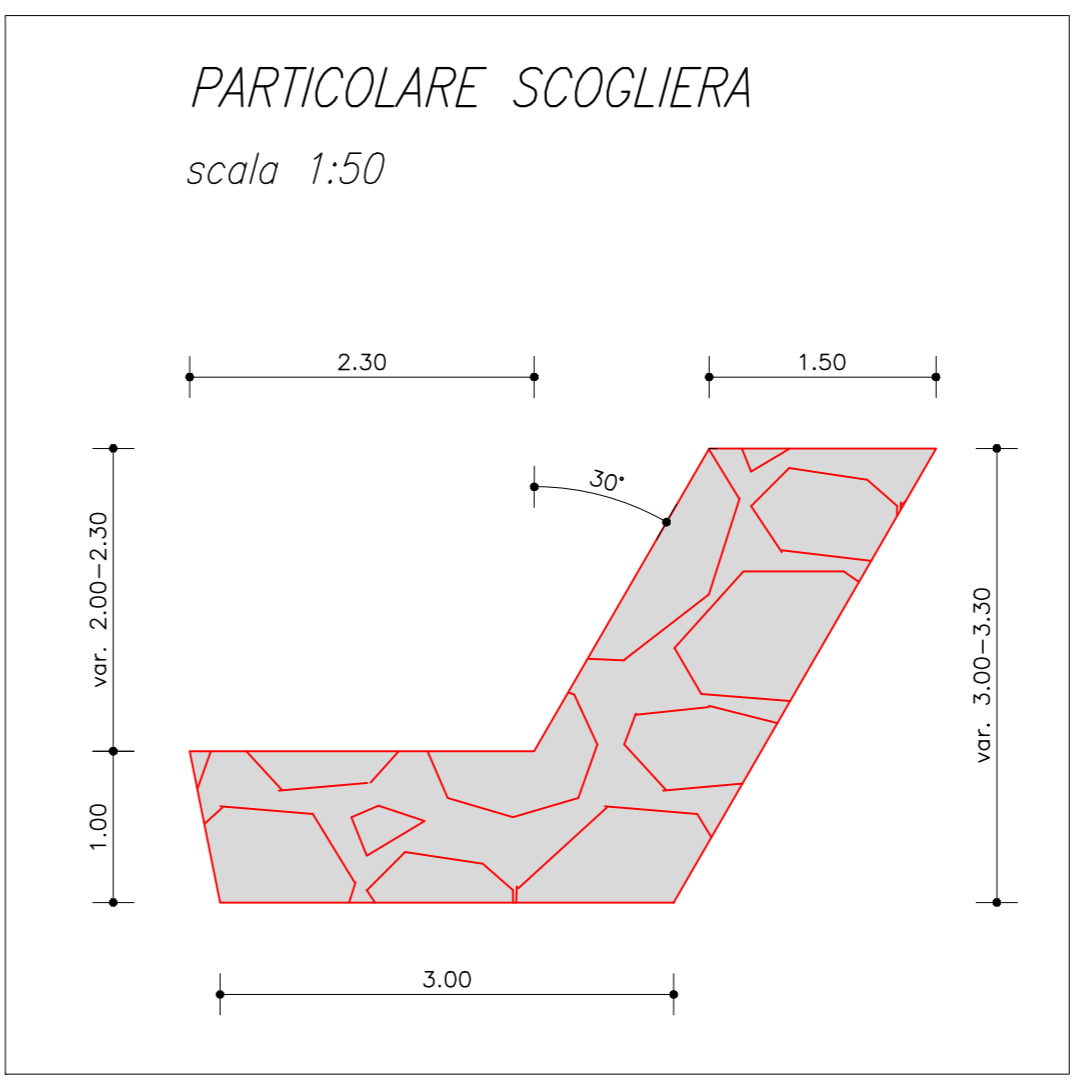 PARTICOLARE SCOGLIERA
scala 1:50
2.30
1.50
30°
var. 2.00-2.30
var. 3.00-3.30
1.00
3.00